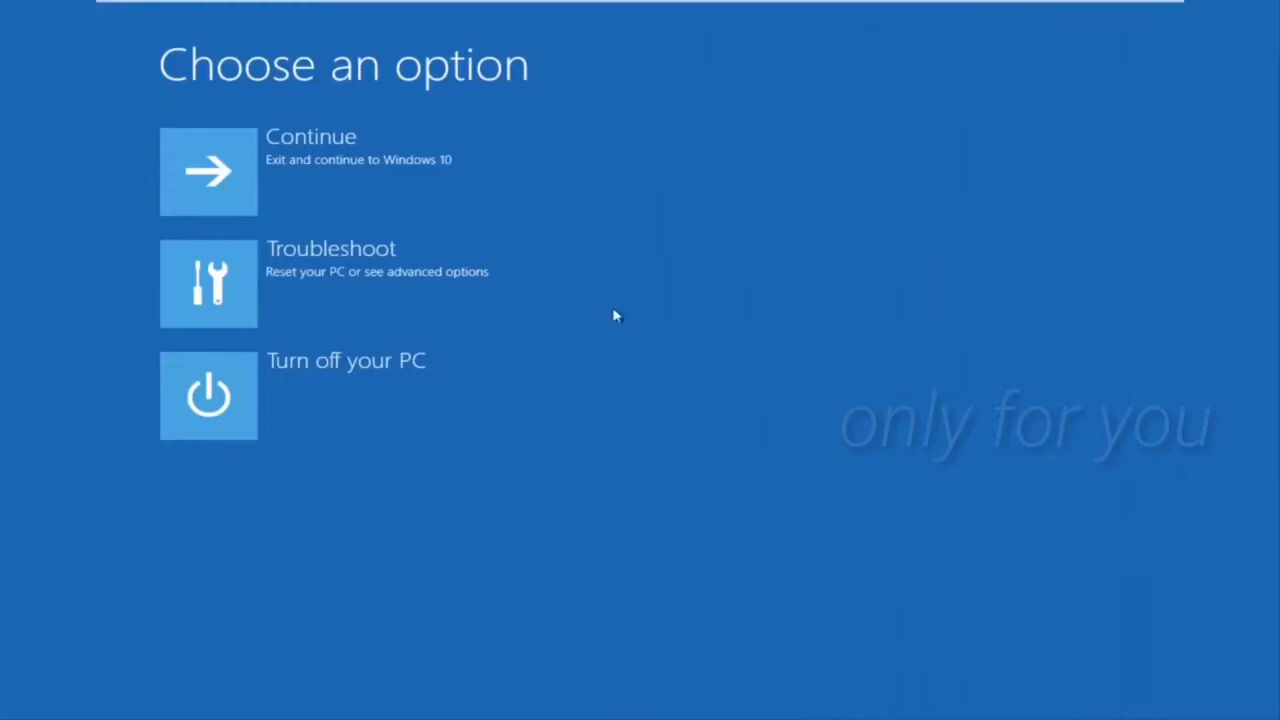 Choose an option
Continue
Exit and continue to Windows 10
Troubleshoot
Reset your PC or see advanced options
Turn off your PC
only for you